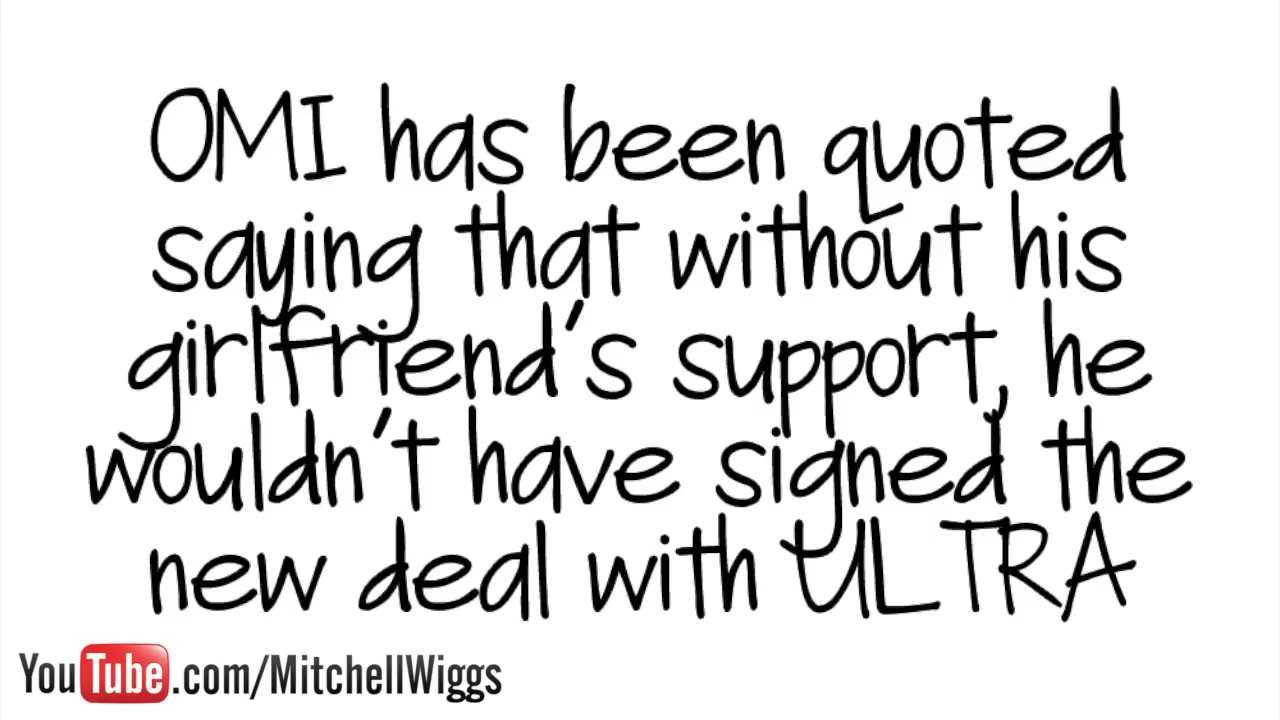 OMI has been quoted
saying that without his
girlfriend's support, he
wouldn't have signed the
new deal with ULTRA
YouTube.com/MitchellWiggs